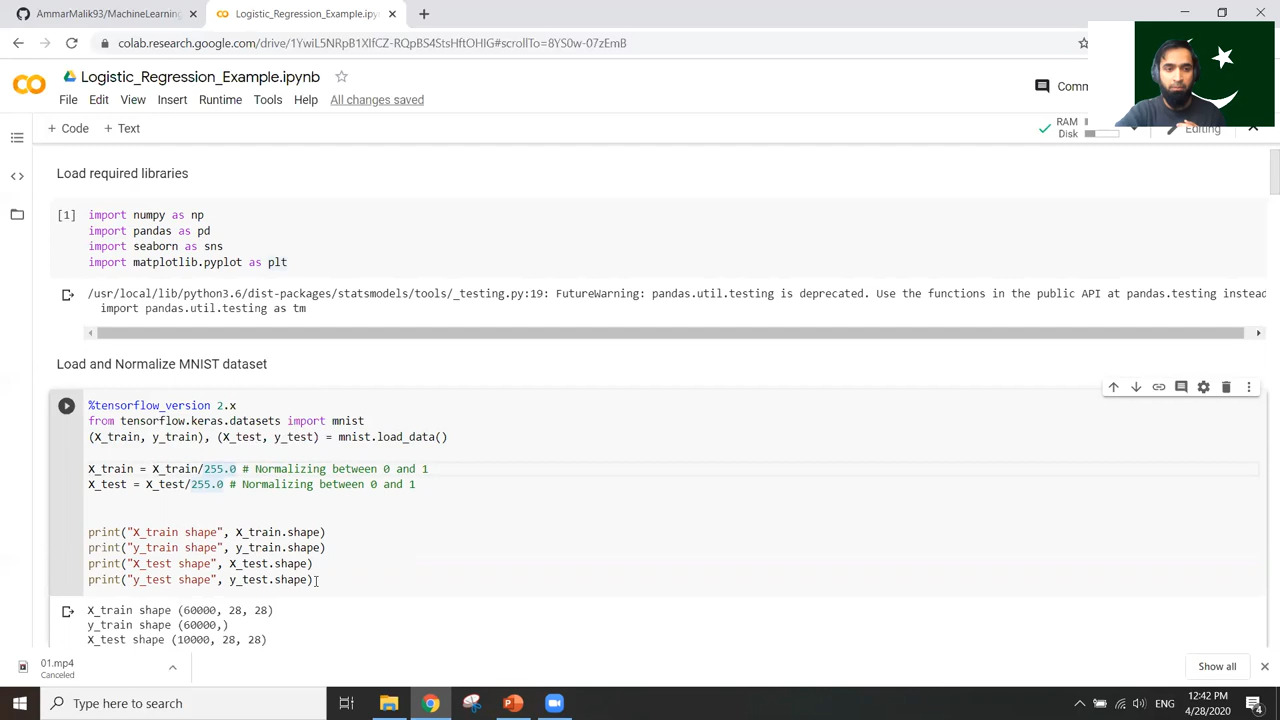 AmmarMalik93/MachineLearning
Logistic_Regression_Example.ipyn
colab.research.google.com/drive/1YwiL5NRpB1XIfCZ-RQpBS4StsHftOHIG#scrollTo=8YS0w-07zEmB
Logistic_Regression_Example.ipynb
File Edit View Insert Runtime Tools Help All changes saved
Comm
+ Code + Text
RAM
Disk
Editing
Load required libraries
[1]
import numpy as np
import pandas as pd
import seaborn as sns
import matplotlib.pyplot as plt
/usr/local/lib/python3.6/dist-packages/statsmodels/tools/_testing.py:19: FutureWarning: pandas.util.testing is deprecated. Use the functions in the public API at pandas.testing instead
import pandas.util.testing as tm
Load and Normalize MNIST dataset
%tensorflow_version 2.x
from tensorflow.keras.datasets import mnist
(X_train, y_train), (X_test, y_test) = mnist.load_data()
X_train = X_train/255.0 # Normalizing between 0 and 1
X_test = X_test/255.0 # Normalizing between 0 and 1
print("X_train shape", X_train.shape)
print("y_train shape", y_train.shape)
print("X_test shape", X_test.shape)
print("y_test shape", y_test.shape)
X_train shape (60000, 28, 28)
y_train shape (60000,)
X_test shape (10000, 28, 28)
01.mp4
Canceled
Show all
Type here to search
ENG
12:42 PM
4/28/2020
4